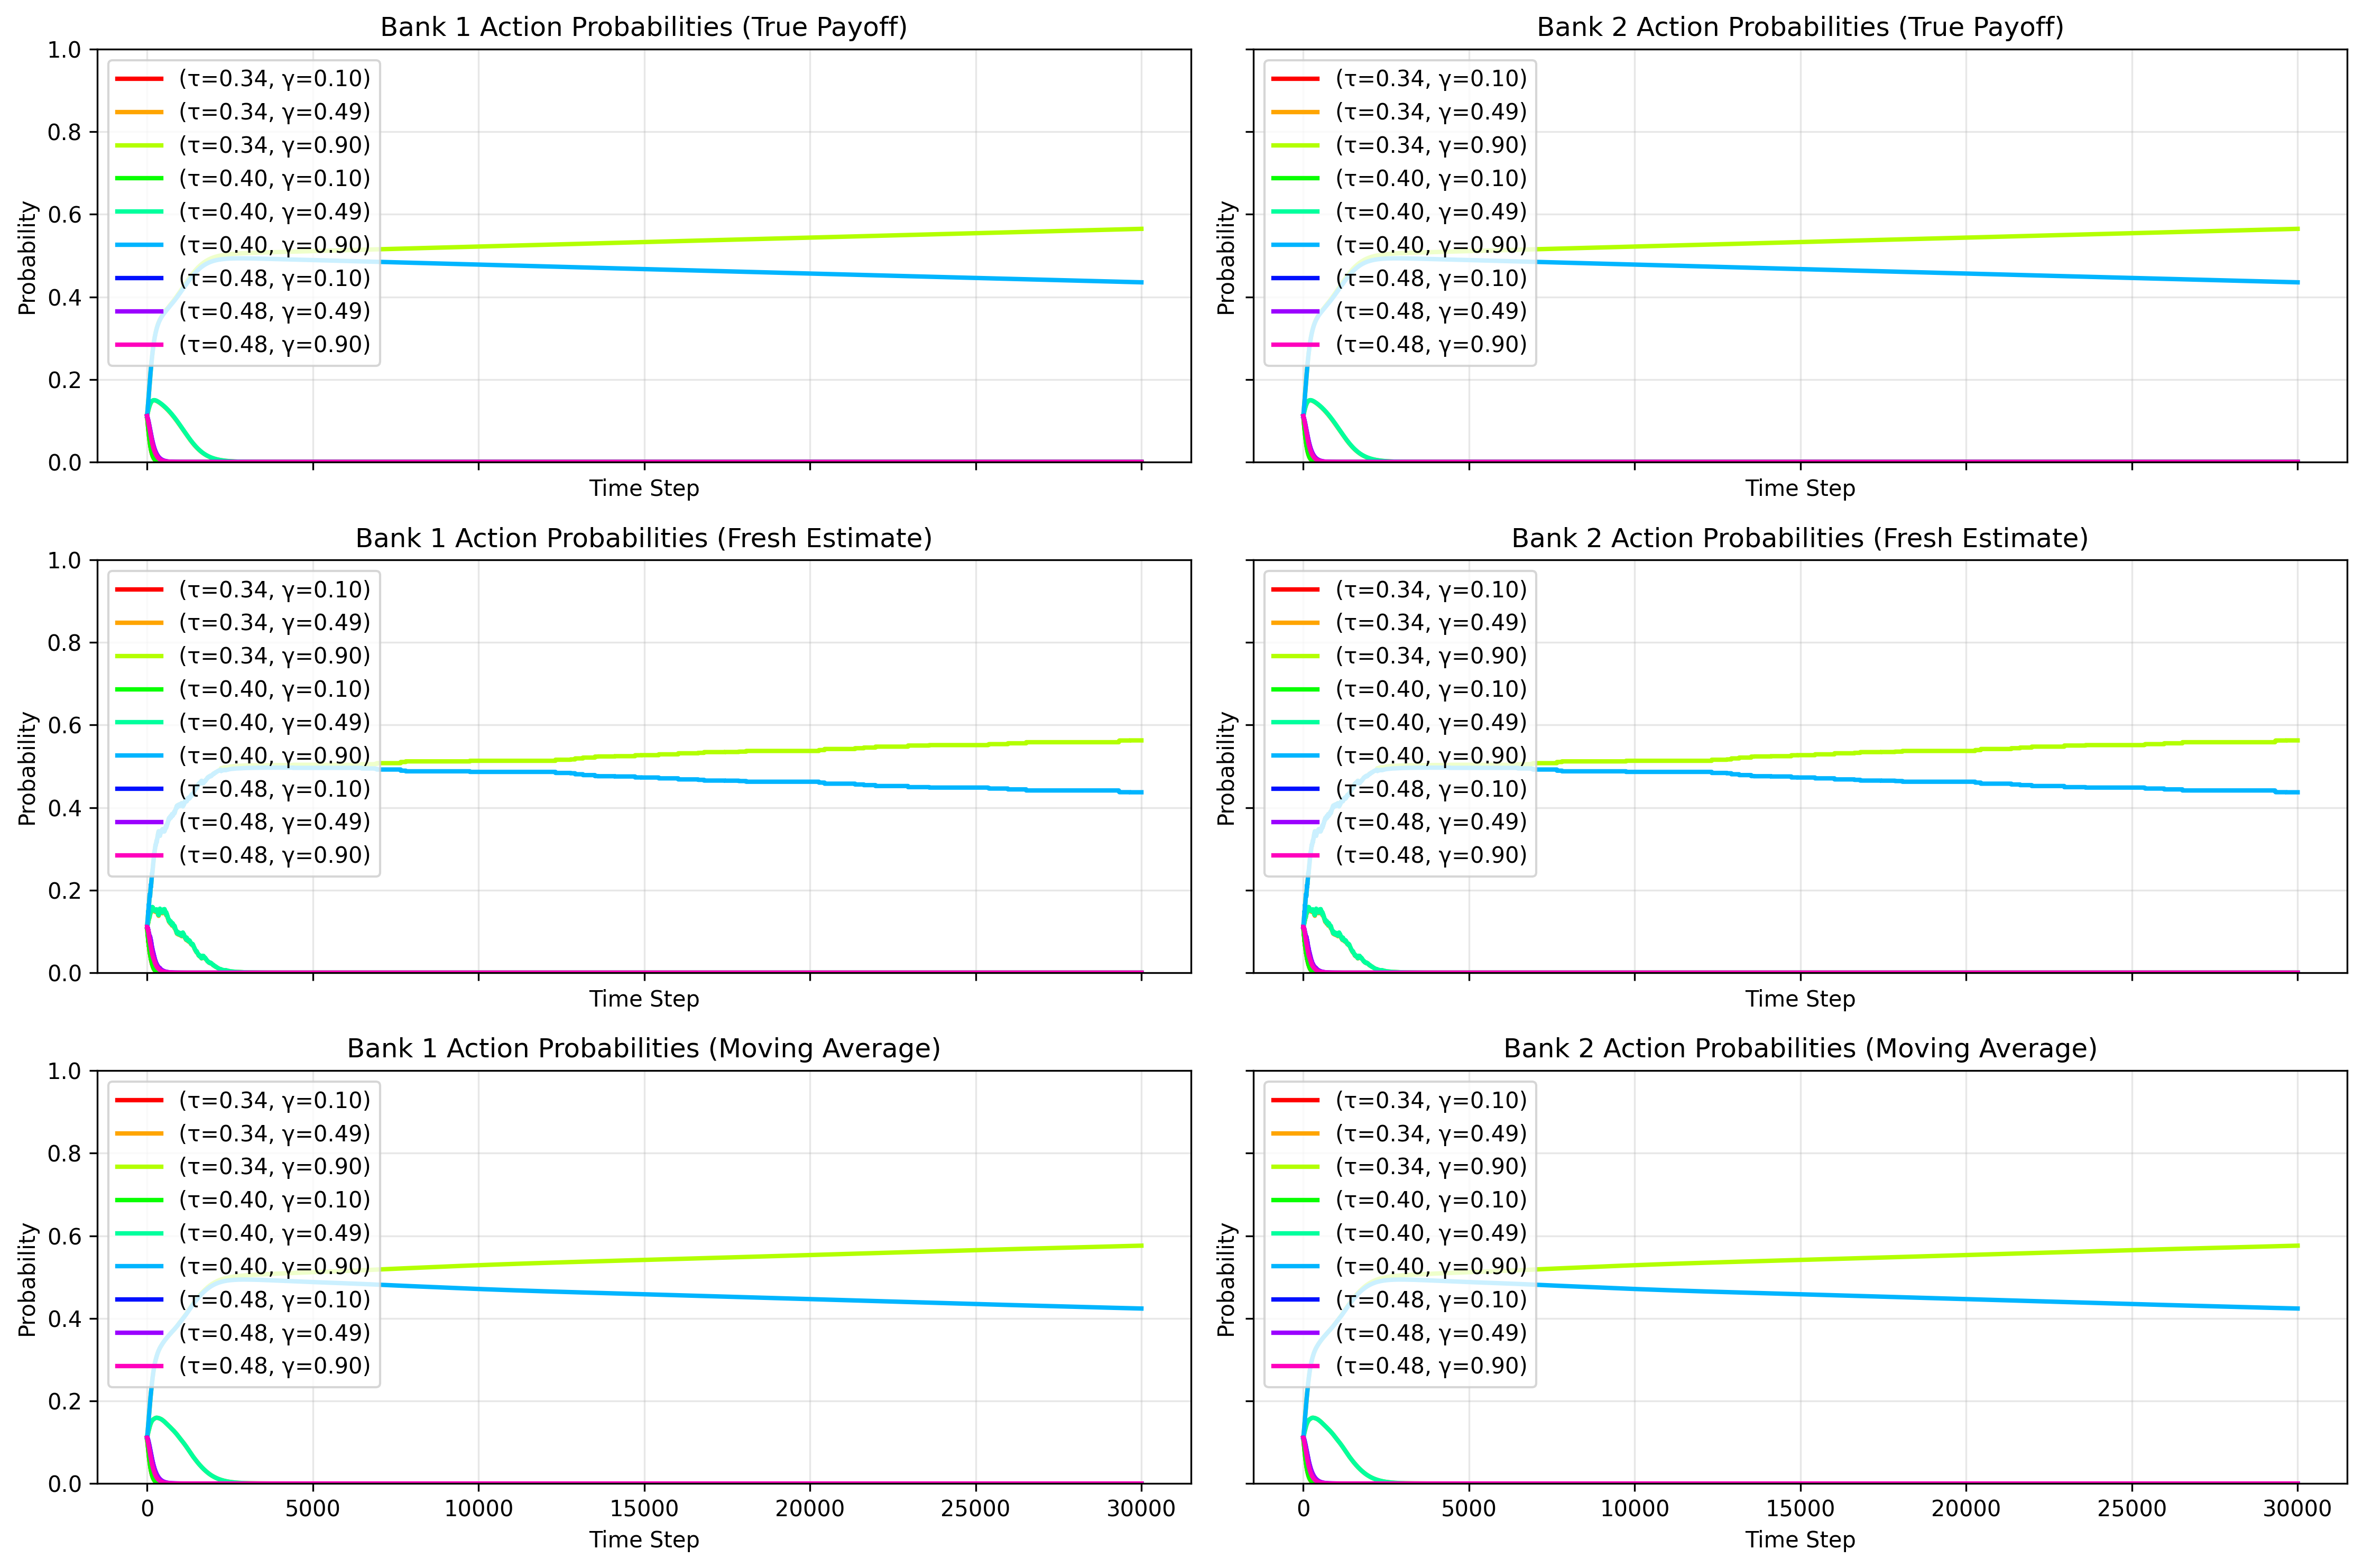 Bank 1 Action Probabilities (True Payoff)
Probability
1.0
0.8
0.6
0.4
0.2
0.0
(τ=0.34, γ=0.10)
(τ=0.34, γ=0.49)
(τ=0.34, γ=0.90)
(τ=0.40, γ=0.10)
(τ=0.40, γ=0.49)
(τ=0.40, γ=0.90)
(τ=0.48, γ=0.10)
(τ=0.48, γ=0.49)
(τ=0.48, γ=0.90)
Time Step
Bank 2 Action Probabilities (True Payoff)
Probability
(τ=0.34, γ=0.10)
(τ=0.34, γ=0.49)
(τ=0.34, γ=0.90)
(τ=0.40, γ=0.10)
(τ=0.40, γ=0.49)
(τ=0.40, γ=0.90)
(τ=0.48, γ=0.10)
(τ=0.48, γ=0.49)
(τ=0.48, γ=0.90)
Time Step
Bank 1 Action Probabilities (Fresh Estimate)
Probability
1.0
0.8
0.6
0.4
0.2
0.0
(τ=0.34, γ=0.10)
(τ=0.34, γ=0.49)
(τ=0.34, γ=0.90)
(τ=0.40, γ=0.10)
(τ=0.40, γ=0.49)
(τ=0.40, γ=0.90)
(τ=0.48, γ=0.10)
(τ=0.48, γ=0.49)
(τ=0.48, γ=0.90)
Time Step
Bank 2 Action Probabilities (Fresh Estimate)
Probability
(τ=0.34, γ=0.10)
(τ=0.34, γ=0.49)
(τ=0.34, γ=0.90)
(τ=0.40, γ=0.10)
(τ=0.40, γ=0.49)
(τ=0.40, γ=0.90)
(τ=0.48, γ=0.10)
(τ=0.48, γ=0.49)
(τ=0.48, γ=0.90)
Time Step
Bank 1 Action Probabilities (Moving Average)
Probability
1.0
0.8
0.6
0.4
0.2
0.0
(τ=0.34, γ=0.10)
(τ=0.34, γ=0.49)
(τ=0.34, γ=0.90)
(τ=0.40, γ=0.10)
(τ=0.40, γ=0.49)
(τ=0.40, γ=0.90)
(τ=0.48, γ=0.10)
(τ=0.48, γ=0.49)
(τ=0.48, γ=0.90)
0 5000 10000 15000 20000 25000 30000
Time Step
Bank 2 Action Probabilities (Moving Average)
Probability
(τ=0.34, γ=0.10)
(τ=0.34, γ=0.49)
(τ=0.34, γ=0.90)
(τ=0.40, γ=0.10)
(τ=0.40, γ=0.49)
(τ=0.40, γ=0.90)
(τ=0.48, γ=0.10)
(τ=0.48, γ=0.49)
(τ=0.48, γ=0.90)
0 5000 10000 15000 20000 25000 30000
Time Step